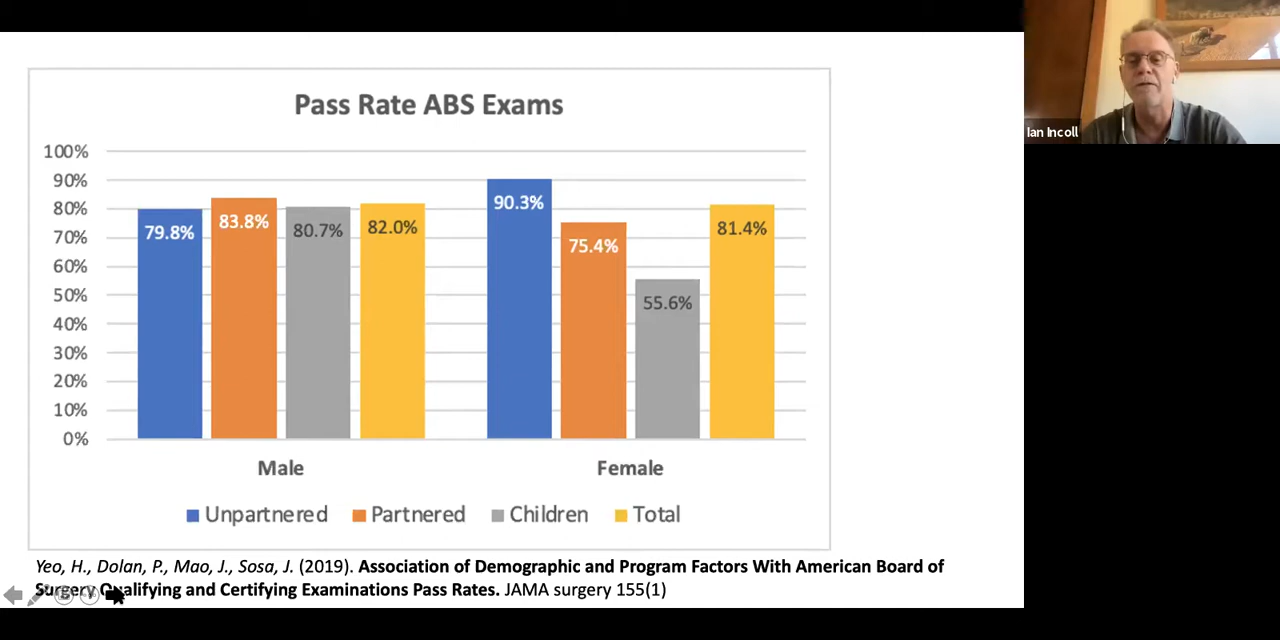 Pass Rate ABS Exams
100%
90%
80%
70%
60%
50%
40%
30%
20%
10%
0%
79.8%
83.8%
80.7%
82.0%
90.3%
75.4%
55.6%
81.4%
Male
Female
Unpartnered
Partnered
Children
Total
Yeo, H., Dolan, P., Mao, J., Sosa, J. (2019). Association of Demographic and Program Factors With American Board of
Surgery Qualifying and Certifying Examinations Pass Rates. JAMA surgery 155(1)
Ian Incoll